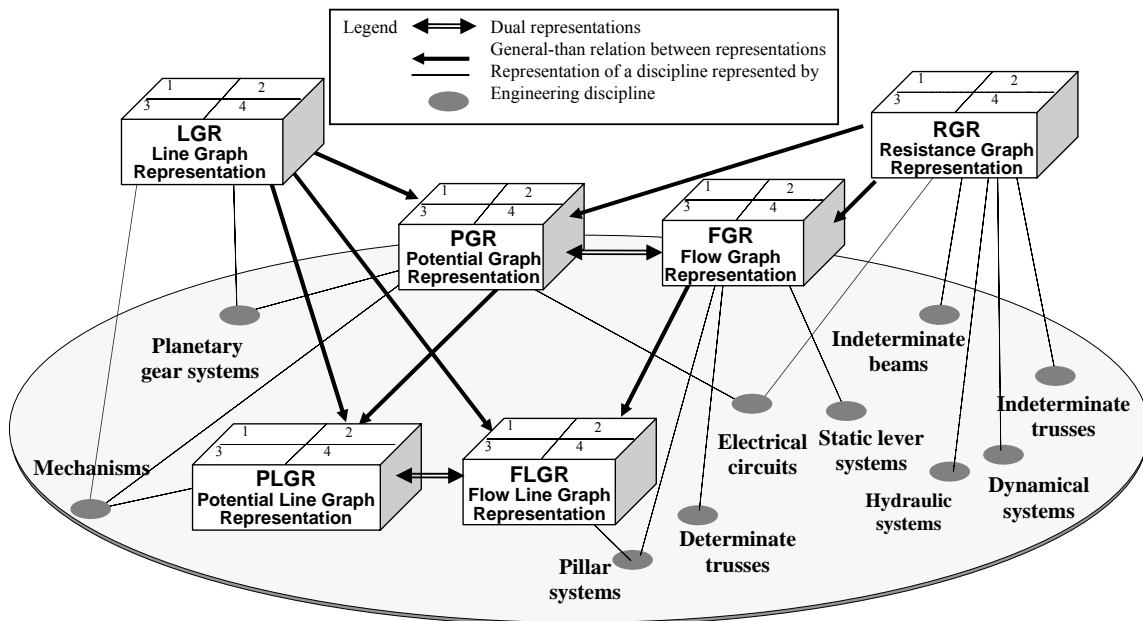 Legend
Dual representations
General-than relation between representations
Representation of a discipline represented by
Engineering discipline
1 2
3 4
LGR
Line Graph
Representation
1 2
3 4
RGR
Resistance Graph
Representation
1 2
3 4
PGR
Potential Graph
Representation
1 2
3 4
FGR
Flow Graph
Representation
Planetary
gear systems
Indeterminate
beams
Indeterminate
trusses
Mechanisms
1 2
3 4
PLGR
Potential Line Graph
Representation
1 2
3 4
FLGR
Flow Line Graph
Representation
Electrical
circuits
Static lever
systems
Hydraulic
systems
Dynamical
systems
Determinate
trusses
Pillar
systems